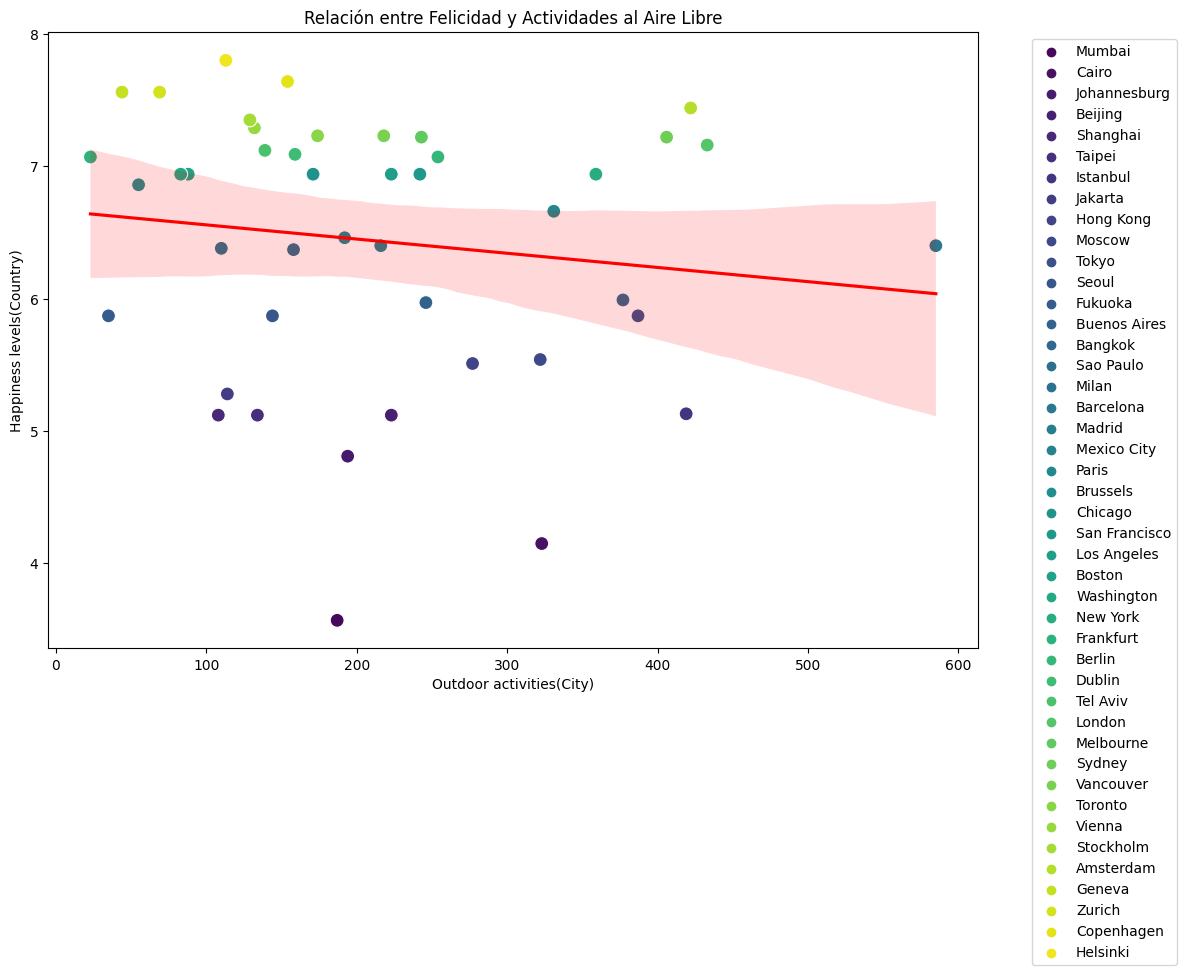 Relación entre Felicidad y Actividades al Aire Libre
8
7
6
5
4
Happiness levels(Country)
0 100 200 300 400 500 600
Outdoor activities(City)
Mumbai
Cairo
Johannesburg
Beijing
Shanghai
Taipei
Istanbul
Jakarta
Hong Kong
Moscow
Tokyo
Seoul
Fukuoka
Buenos Aires
Bangkok
Sao Paulo
Milan
Barcelona
Madrid
Mexico City
Paris
Brussels
Chicago
San Francisco
Los Angeles
Boston
Washington
New York
Frankfurt
Berlin
Dublin
Tel Aviv
London
Melbourne
Sydney
Vancouver
Toronto
Vienna
Stockholm
Amsterdam
Geneva
Zurich
Copenhagen
Helsinki